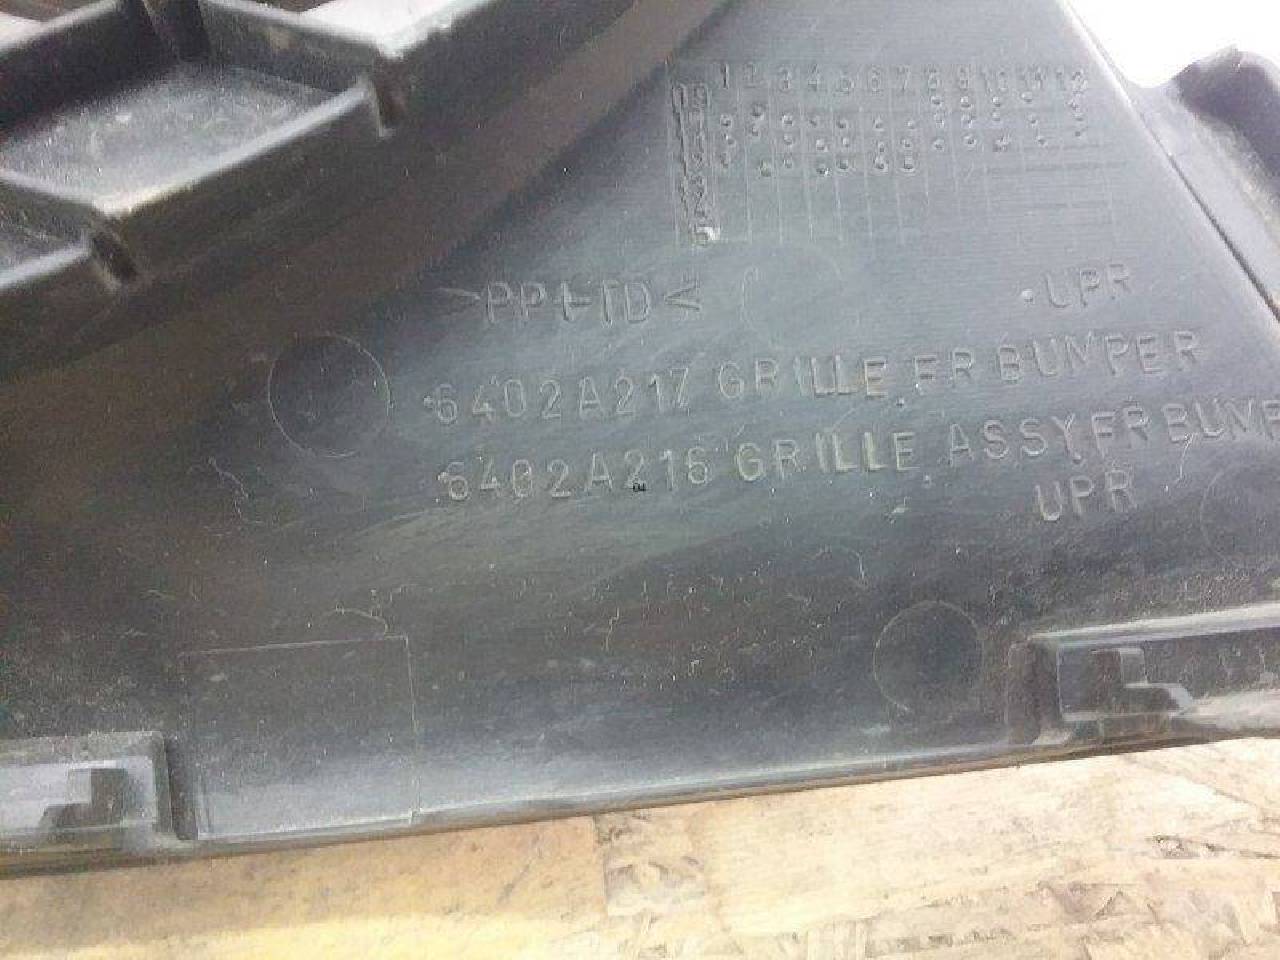 1 2 3 4 5 6 7 8 9 10 11 12
>PP+TD<
UPR
6402A217 GRILLE,FR BUMPER
6402A216 GRILLE ASSY,FR BUMP
UPR